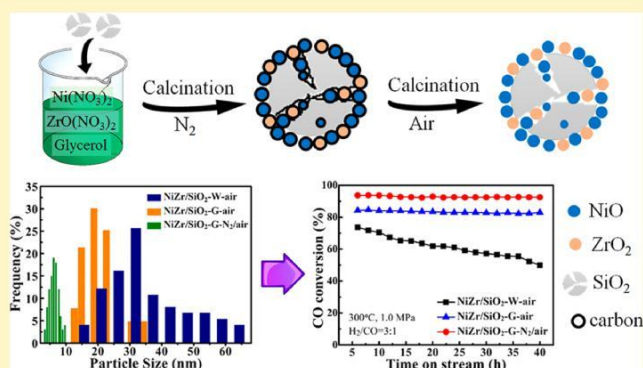 Ni(NO₃)₂
ZrO(NO₃)₂
Glycerol
Calcination
N₂
Calcination
Air
NiZr/SiO₂-W-air
NiZr/SiO₂-G-air
NiZr/SiO₂-G-N₂/air
Frequency (%)
35
30
25
20
15
10
5
0
10 20 30 40 50 60
Particle Size (nm)
CO conversion (%)
100
80
60
40
20
0
300°C, 1.0 MPa
H₂/CO=3:1
NiZr/SiO₂-W-air
NiZr/SiO₂-G-air
NiZr/SiO₂-G-N₂/air
5 10 15 20 25 30 35 40
Time on stream (h)
NiO
ZrO₂
SiO₂
carbon